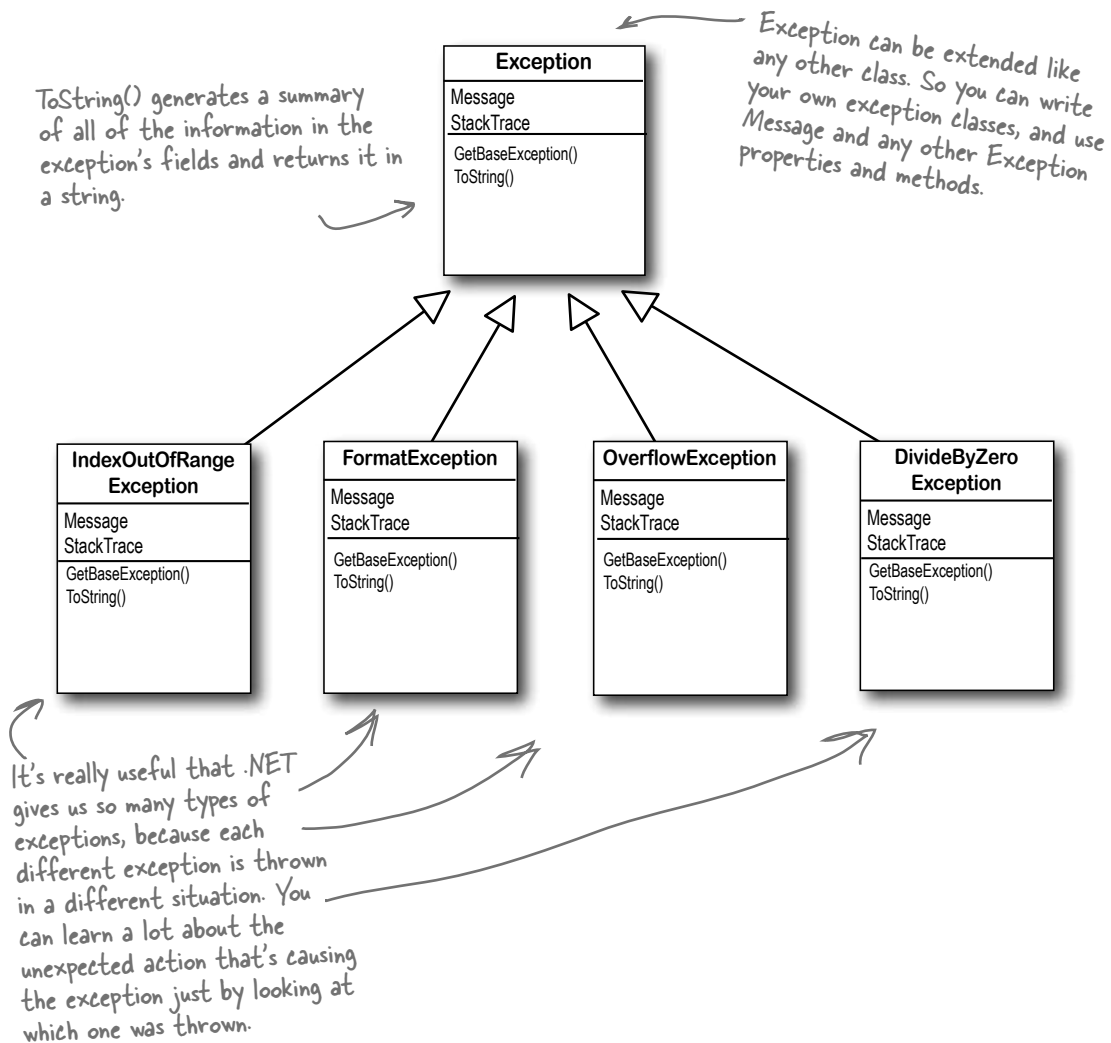 Exception
Message
StackTrace
GetBaseException()
ToString()
ToString() generates a summary
of all of the information in the
exception's fields and returns it in
a string.
Exception can be extended like
any other class. So you can write
your own exception classes, and use
Message and any other Exception
properties and methods.
IndexOutOfRange
Exception
Message
StackTrace
GetBaseException()
ToString()
FormatException
Message
StackTrace
GetBaseException()
ToString()
OverflowException
Message
StackTrace
GetBaseException()
ToString()
DivideByZero
Exception
Message
StackTrace
GetBaseException()
ToString()
It's really useful that .NET
gives us so many types of
exceptions, because each
different exception is thrown
in a different situation. You
can learn a lot about the
unexpected action that's causing
the exception just by looking at
which one was thrown.